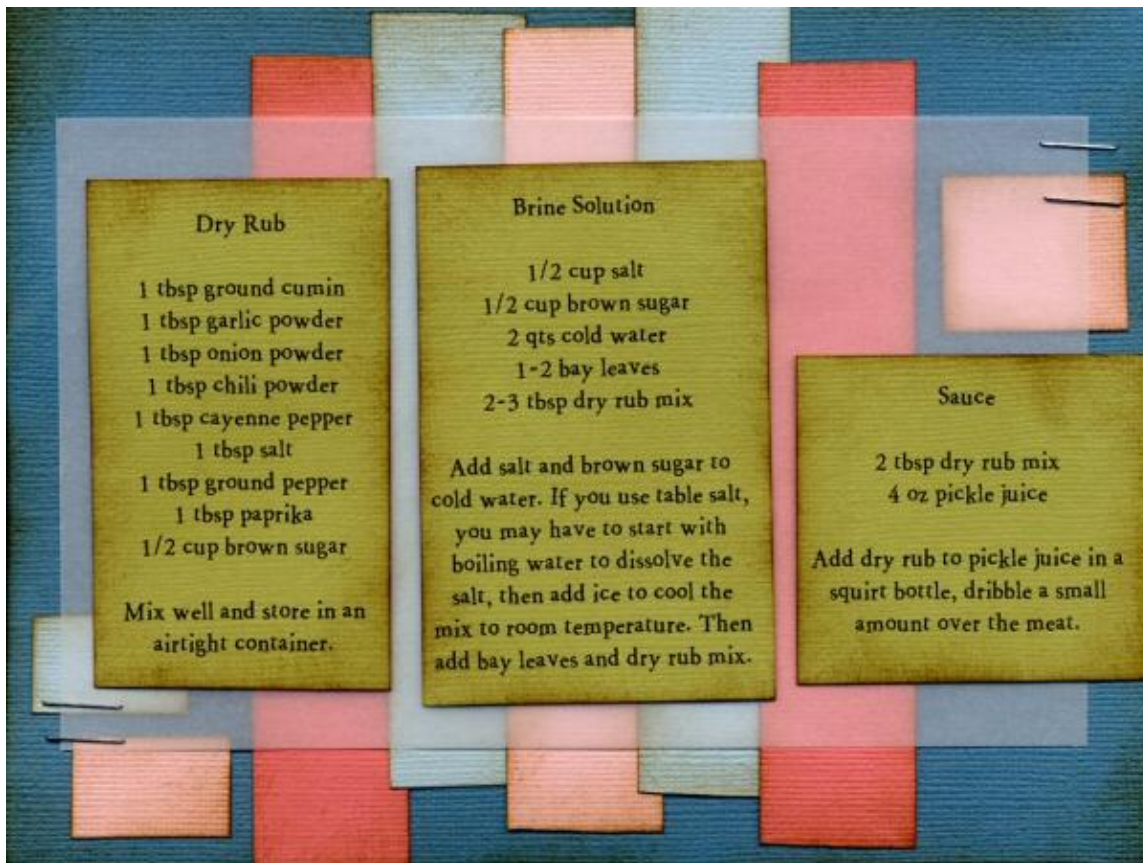 Dry Rub
1 tbsp ground cumin
1 tbsp garlic powder
1 tbsp onion powder
1 tbsp chili powder
1 tbsp cayenne pepper
1 tbsp salt
1 tbsp ground pepper
1 tbsp paprika
1/2 cup brown sugar
Mix well and store in an
airtight container.
Brine Solution
1/2 cup salt
1/2 cup brown sugar
2 qts cold water
1-2 bay leaves
2-3 tbsp dry rub mix
Add salt and brown sugar to
cold water. If you use table salt,
you may have to start with
boiling water to dissolve the
salt, then add ice to cool the
mix to room temperature. Then
add bay leaves and dry rub mix.
Sauce
2 tbsp dry rub mix
4 oz pickle juice
Add dry rub to pickle juice in a
squirt bottle, dribble a small
amount over the meat.